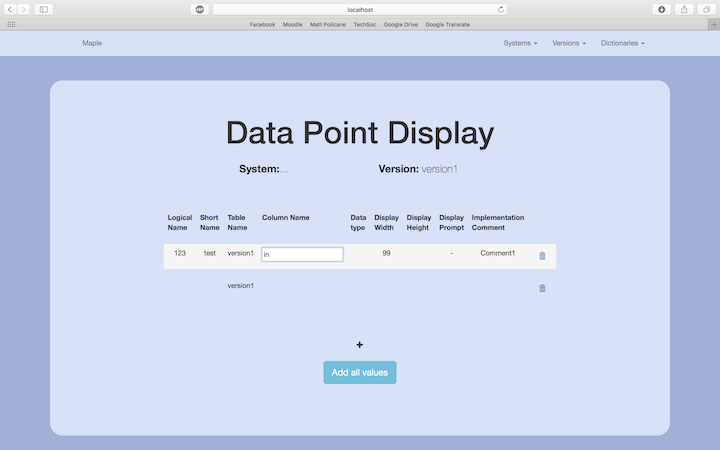 ABP
localhost
Facebook Moodle Matt Policane TechSoc Google Drive Google Translate
Maple Systems Versions Dictionaries
Data Point Display
System:... Version: version1
Logical Name Short Name Table Name Column Name Data type Display Width Display Height Display Prompt Implementation Comment
123 test version1 in 99 - Comment1
version1
+
Add all values